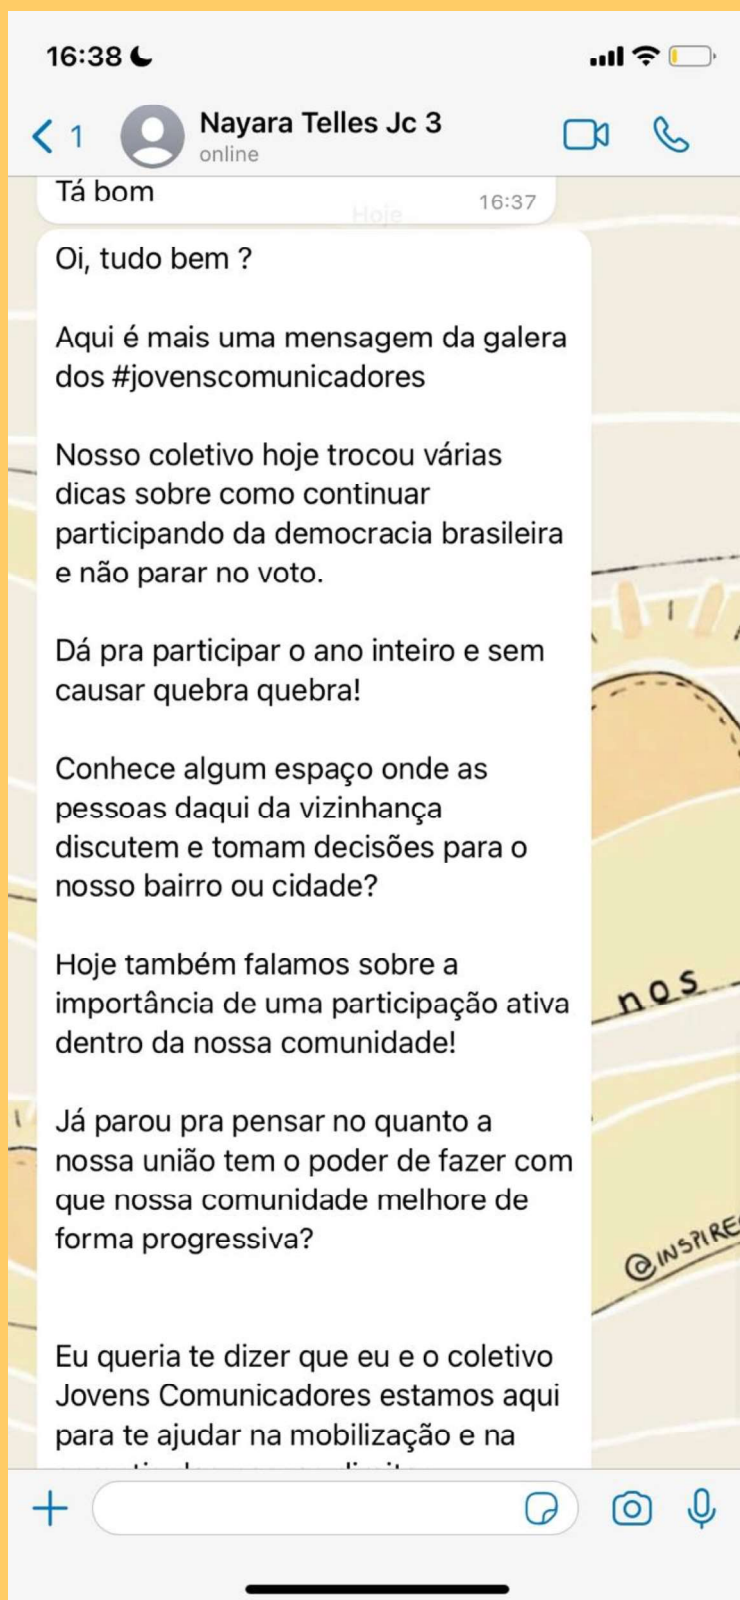 16:38
1
Nayara Telles Jc 3
online
Tá bom
16:37
Hoje
Oi, tudo bem ?
Aqui é mais uma mensagem da galera
dos #jovenscomunicadores
Nosso coletivo hoje trocou várias
dicas sobre como continuar
participando da democracia brasileira
e não parar no voto.
Dá pra participar o ano inteiro e sem
causar quebra quebra!
Conhece algum espaço onde as
pessoas daqui da vizinhança
discutem e tomam decisões para o
nosso bairro ou cidade?
Hoje também falamos sobre a
importância de uma participação ativa
dentro da nossa comunidade!
Já parou pra pensar no quanto a
nossa união tem o poder de fazer com
que nossa comunidade melhore de
forma progressiva?
Eu queria te dizer que eu e o coletivo
Jovens Comunicadores estamos aqui
para te ajudar na mobilização e na
nos